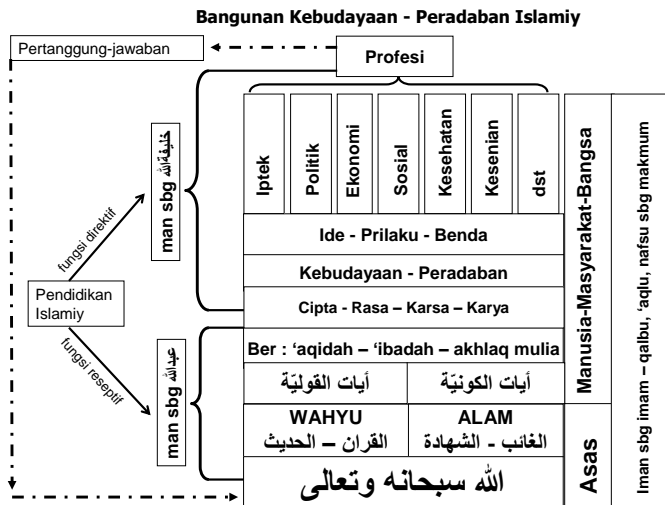 Bangunan Kebudayaan - Peradaban Islamiy
Pertanggung-jawaban
Profesi
man sbg خليفةالله
Iptek
Politik
Ekonomi
Sosial
Kesehatan
Kesenian
dst
Manusia-Masyarakat-Bangsa
Iman sbg imam – qalbu, ‘aqlu, nafsu sbg makmum
fungsi direktif
Ide - Prilaku - Benda
Kebudayaan - Peradaban
Pendidikan
Islamiy
Cipta - Rasa – Karsa – Karya
fungsi reseptif
man sbg عبدالله
Ber : ‘aqidah – ‘ibadah – akhlaq mulia
أيات القوليّة
أيات الكونيّة
WAHYU
القران – الحديث
ALAM
الغائب - الشهادة
Asas
الله سبحانه وتعالى